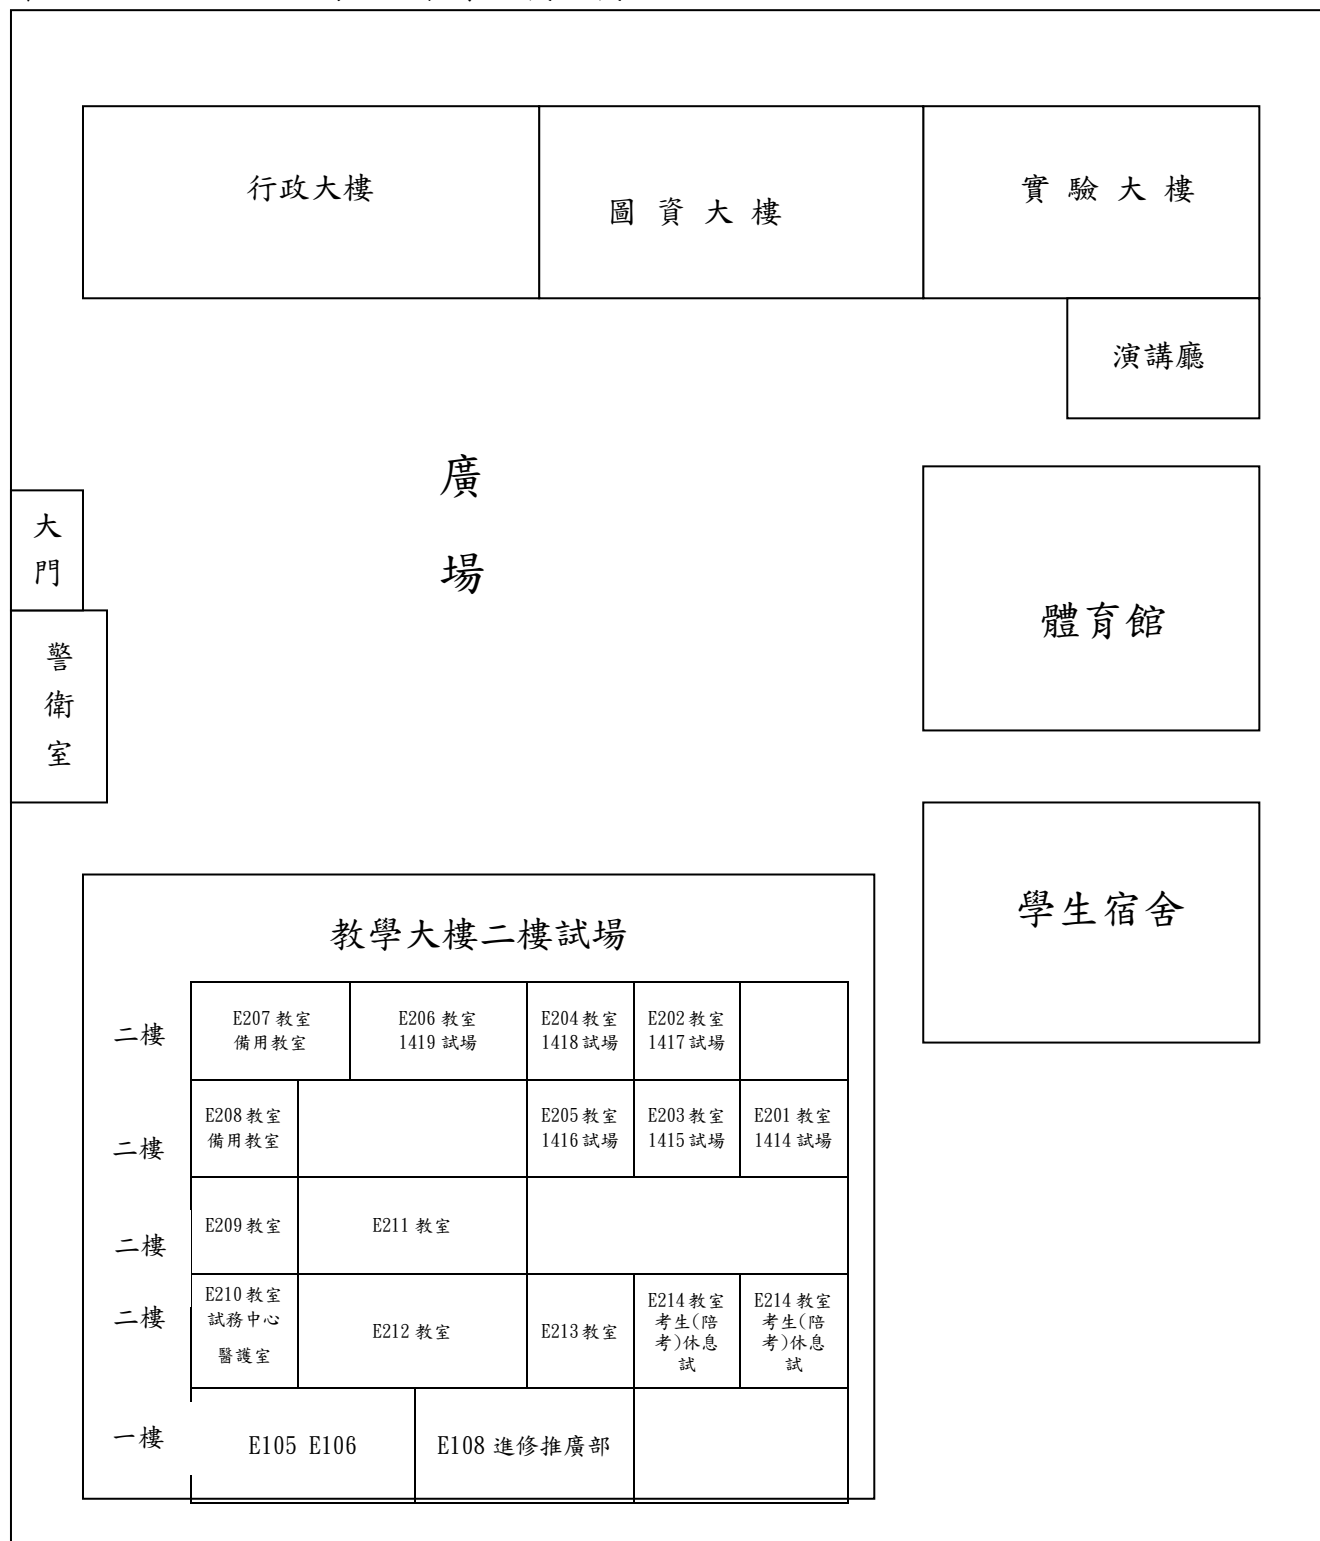 行政大樓
圖資大樓
實驗大樓
演講廳
廣
場
大
門
警
衛
室
體育館
學生宿舍
教學大樓二樓試場
二樓
E207 教室
備用教室
E206 教室
1419 試場
E204 教室
1418 試場
E202 教室
1417 試場
二樓
E208 教室
備用教室
E205 教室
1416 試場
E203 教室
1415 試場
E201 教室
1414 試場
二樓
E209 教室
E211 教室
二樓
E210 教室
試務中心
醫護室
E212 教室
E213 教室
E214 教室
考生(陪
考)休息
試
E214 教室
考生(陪
考)休息
試
一樓
E105 E106
E108 進修推廣部